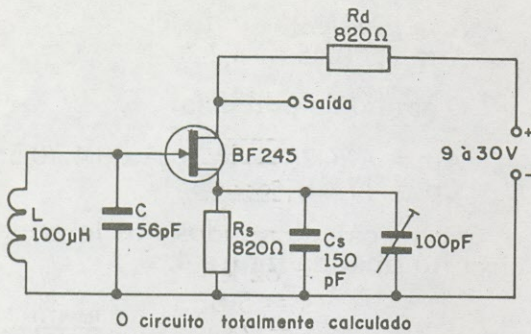 Rd
820Ω
Saída
+
9 à 30V
-
BF245
L
100µH
C
56pF
Rs
820Ω
Cs
150
pF
100pF
O circuito totalmente calculado